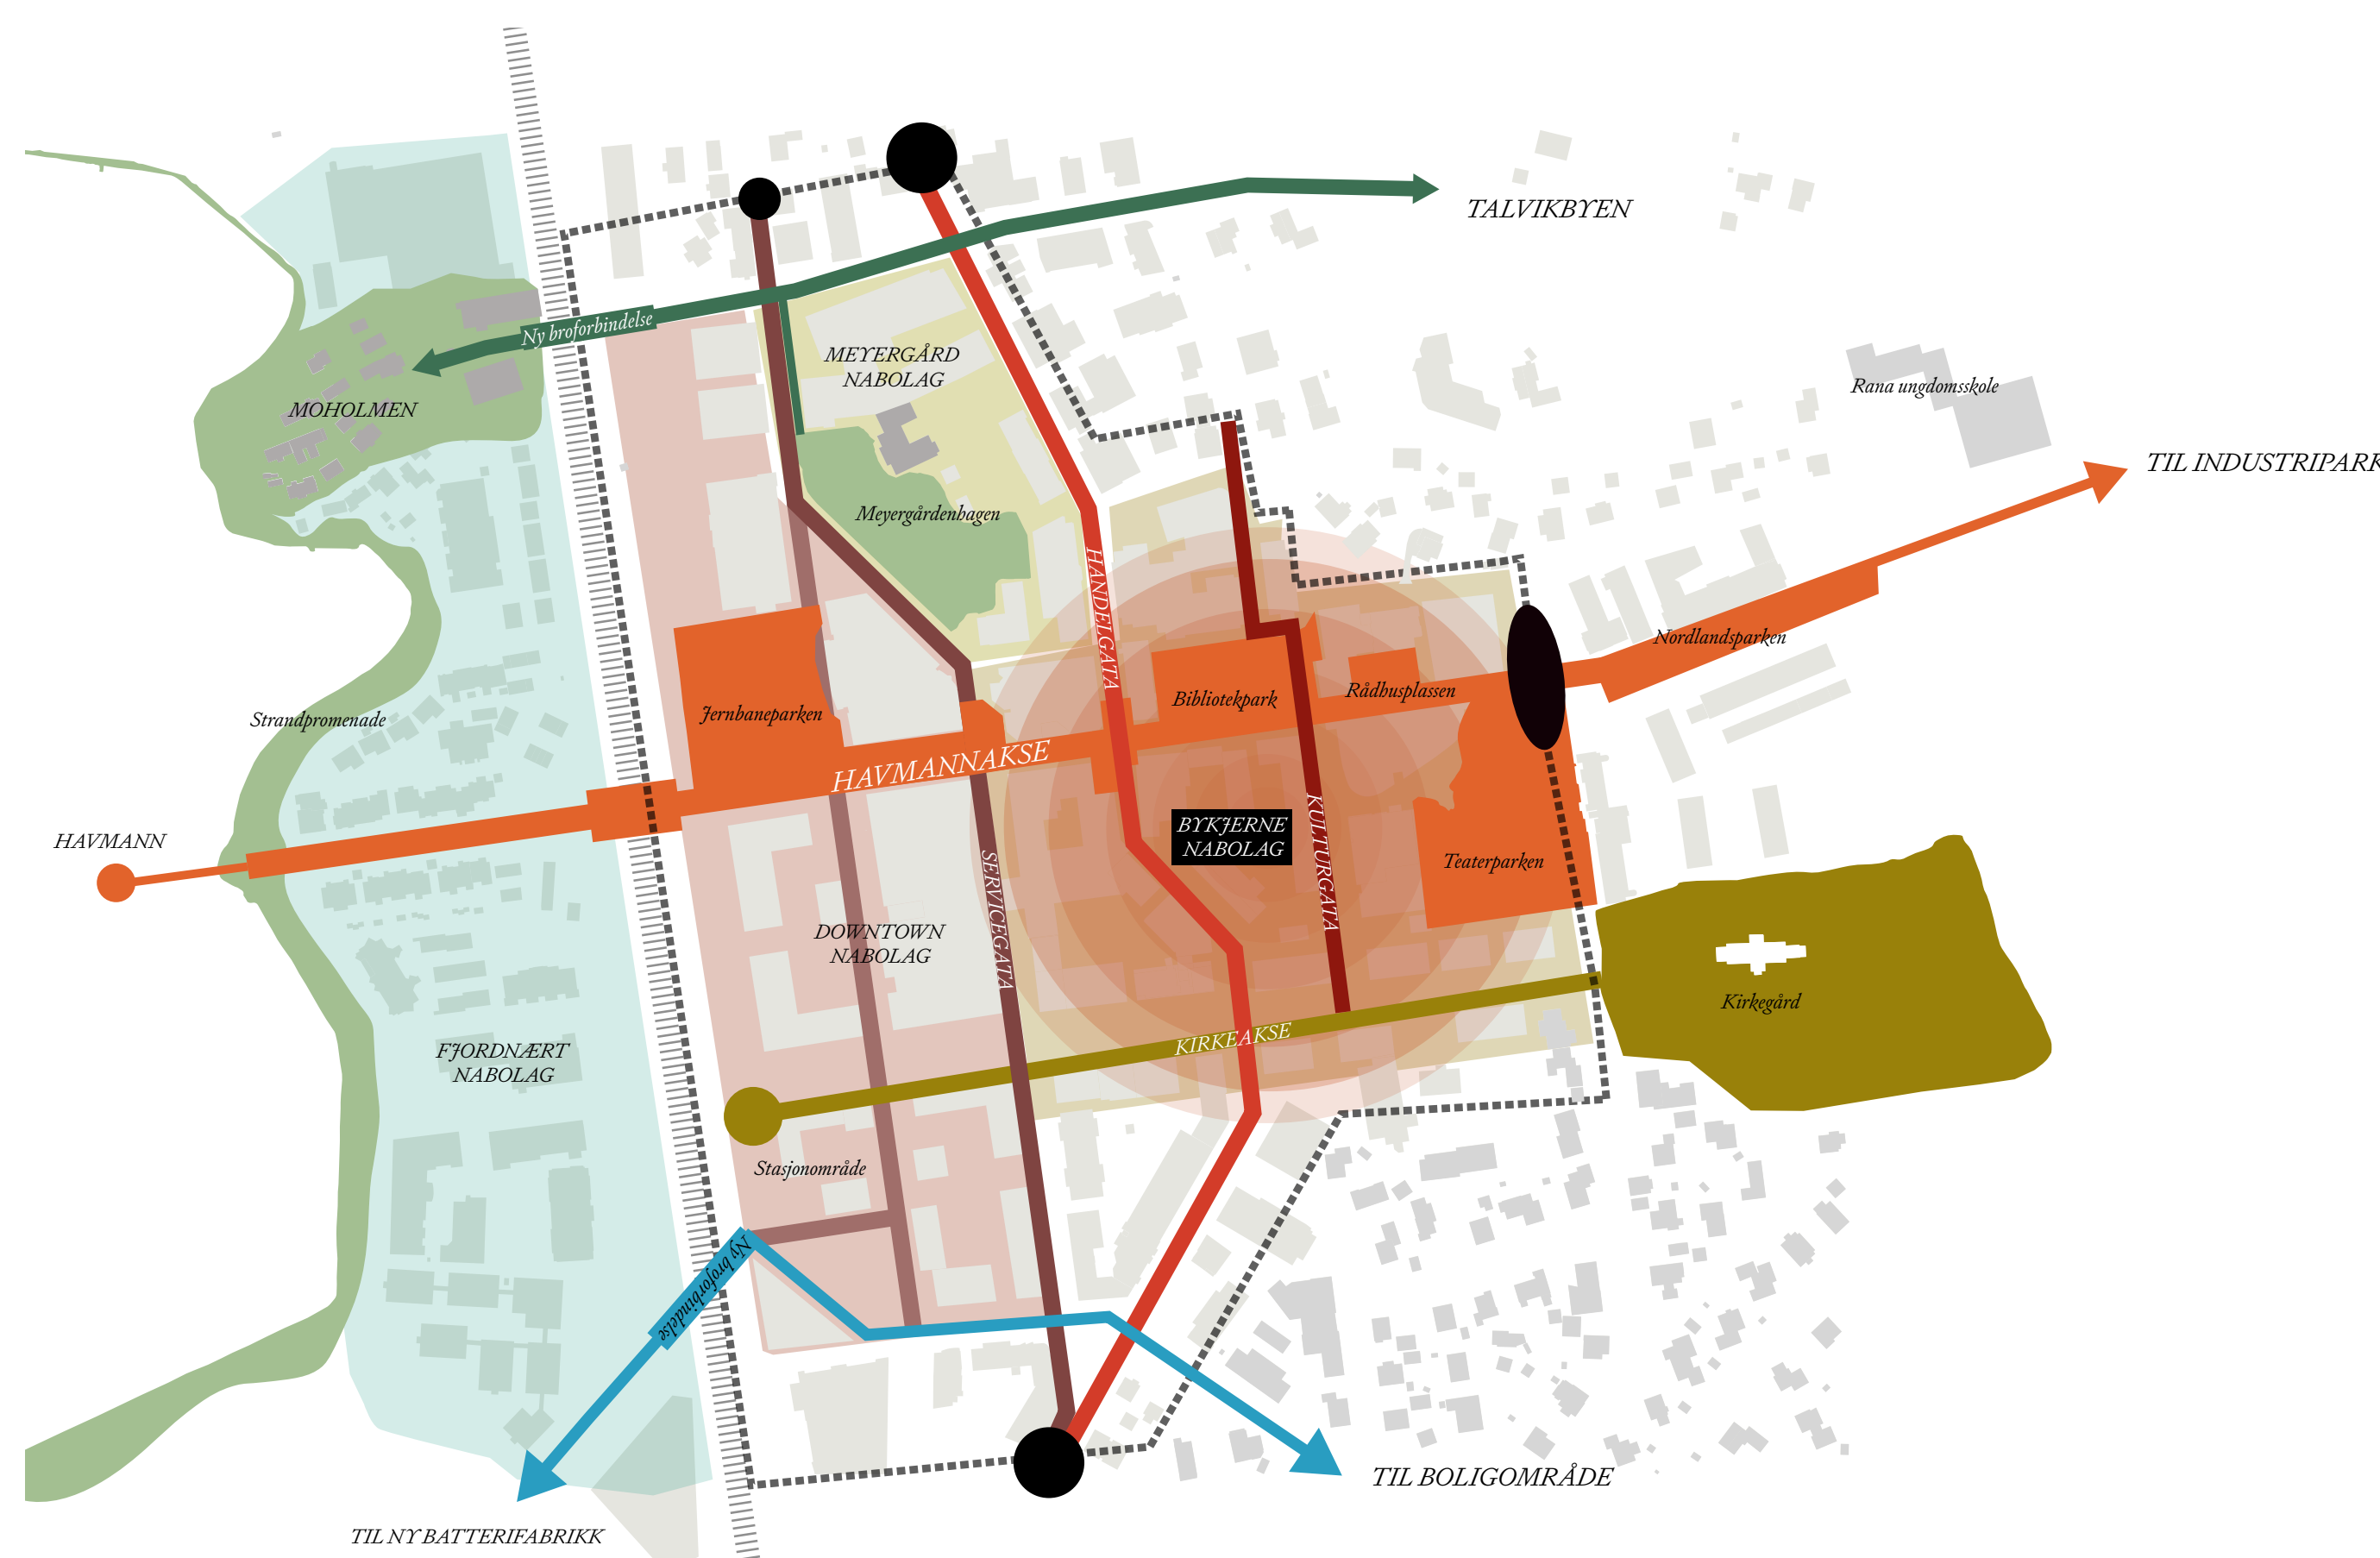 TALVIKBYEN
Ny broforbindelse
MEYERGÅRD
NABOLAG
MOHOLMEN
Rana ungdomsskole
TIL INDUSTRIPARK
Meyergårdenhagen
HANDELGATA
Nordlandsparken
Bibliotekpark
Rådhusplassen
Jernbaneparken
Strandpromenade
HAVMANNAKSE
HAVMANN
BYKJERNE
NABOLAG
KULTURGATA
Teaterparken
SERVICEGATA
DOWNTOWN
NABOLAG
Kirkegård
KIRKEAKSE
FJORDNÆRT
NABOLAG
Stasjonområde
Ny broforbindelse
TIL BOLIGOMRÅDE
TIL NY BATTERIFABRIKK